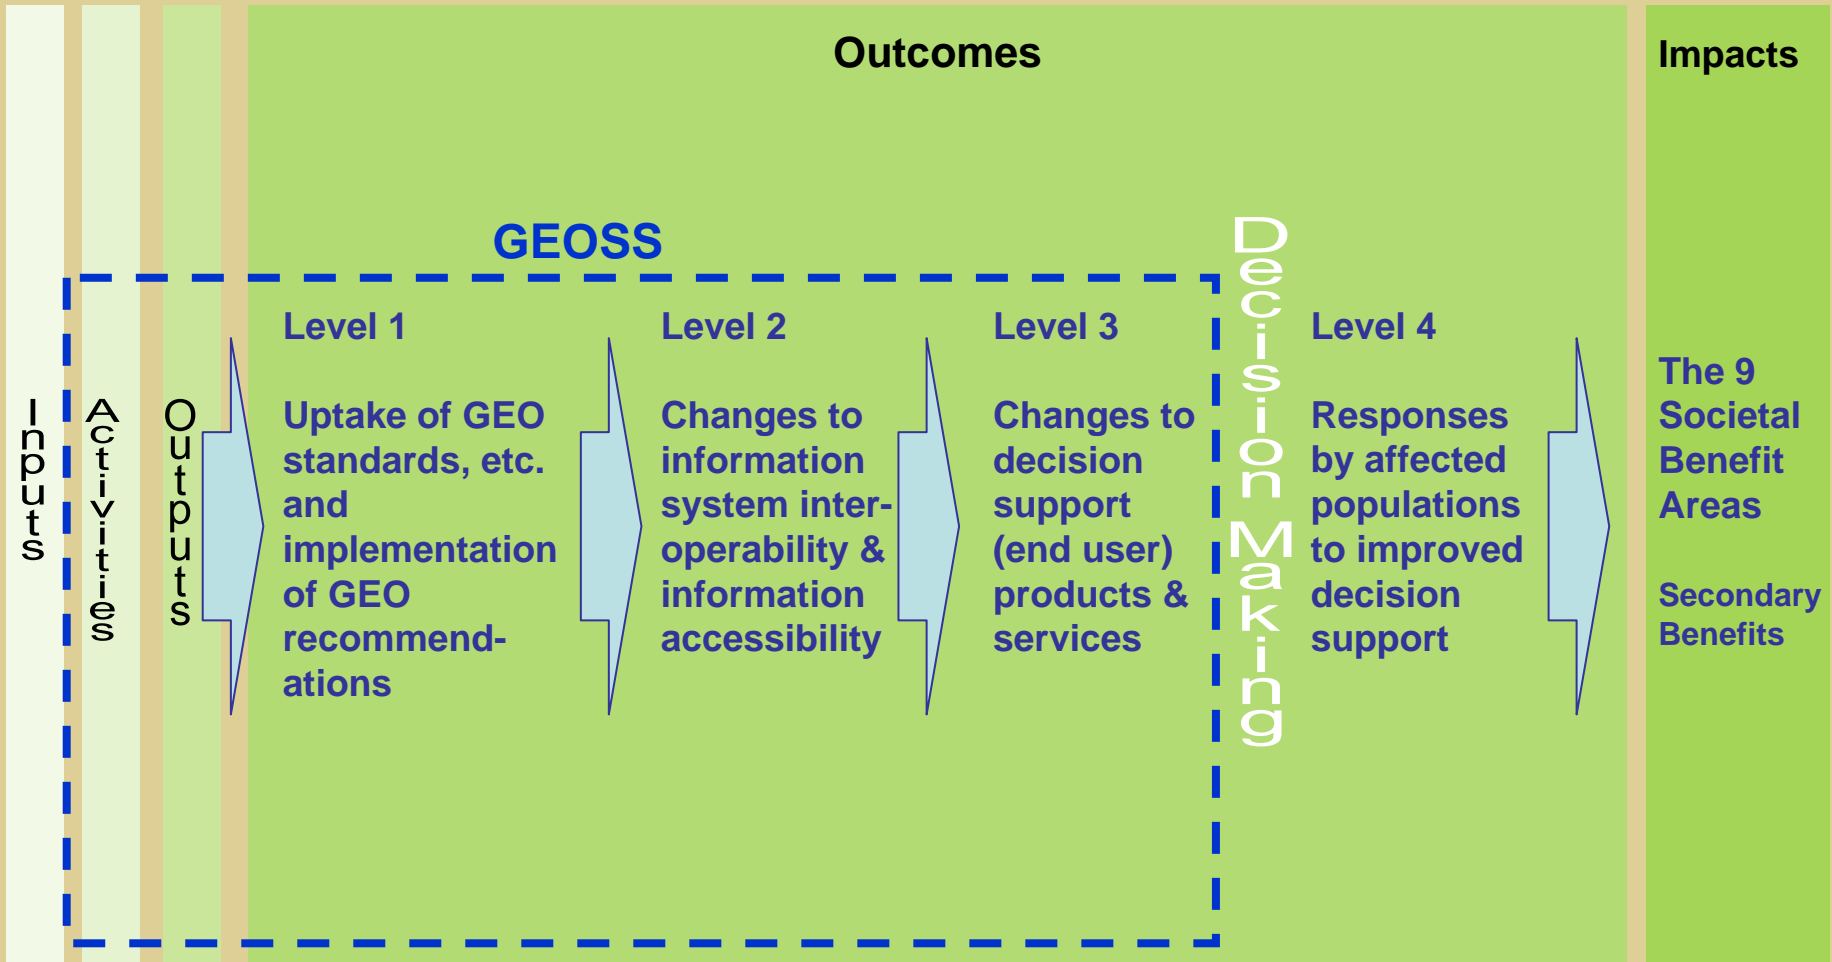 Outcomes
Impacts
GEOSS
Inputs
Activities
Outputs
Level 1
Uptake of GEO
standards, etc.
and
implementation
of GEO
recommend-
ations
Level 2
Changes to
information
system inter-
operability &
information
accessibility
Level 3
Changes to
decision
support
(end user)
products &
services
Decision Making
Level 4
Responses
by affected
populations
to improved
decision
support
The 9
Societal
Benefit
Areas
Secondary
Benefits